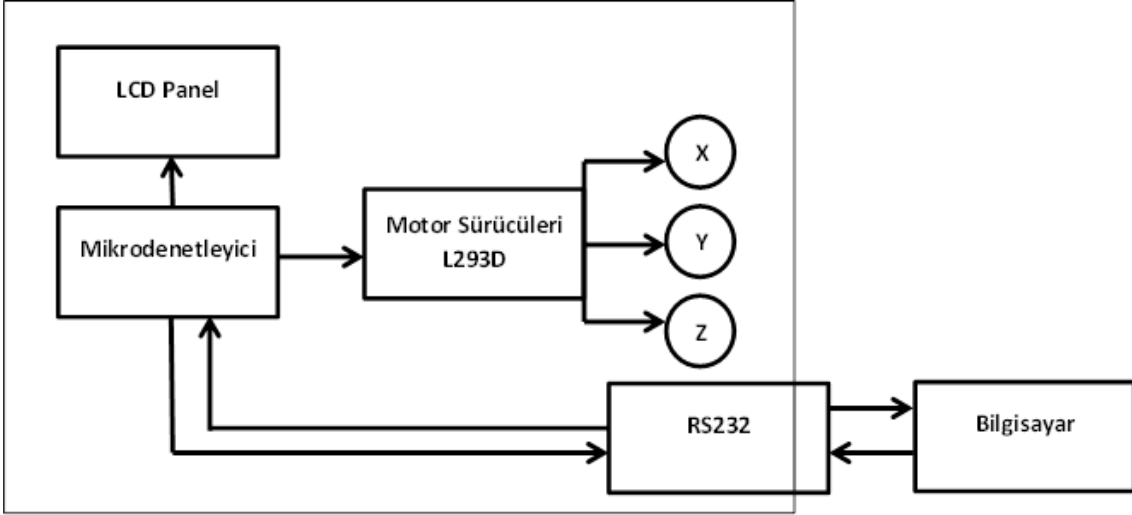 LCD Panel
Mikrodenetleyici
Motor Sürücüleri
L293D
X
Y
Z
RS232
Bilgisayar